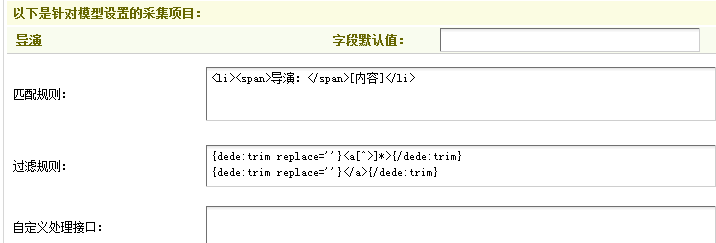 以下是针对模型设置的采集项目：
导演 字段默认值：
匹配规则：
<li><span>导演：</span>[内容]</li>
过滤规则：
{dede:trim replace=''}<a[^>]*>{/dede:trim}
{dede:trim replace=''}</a>{/dede:trim}
自定义处理接口：